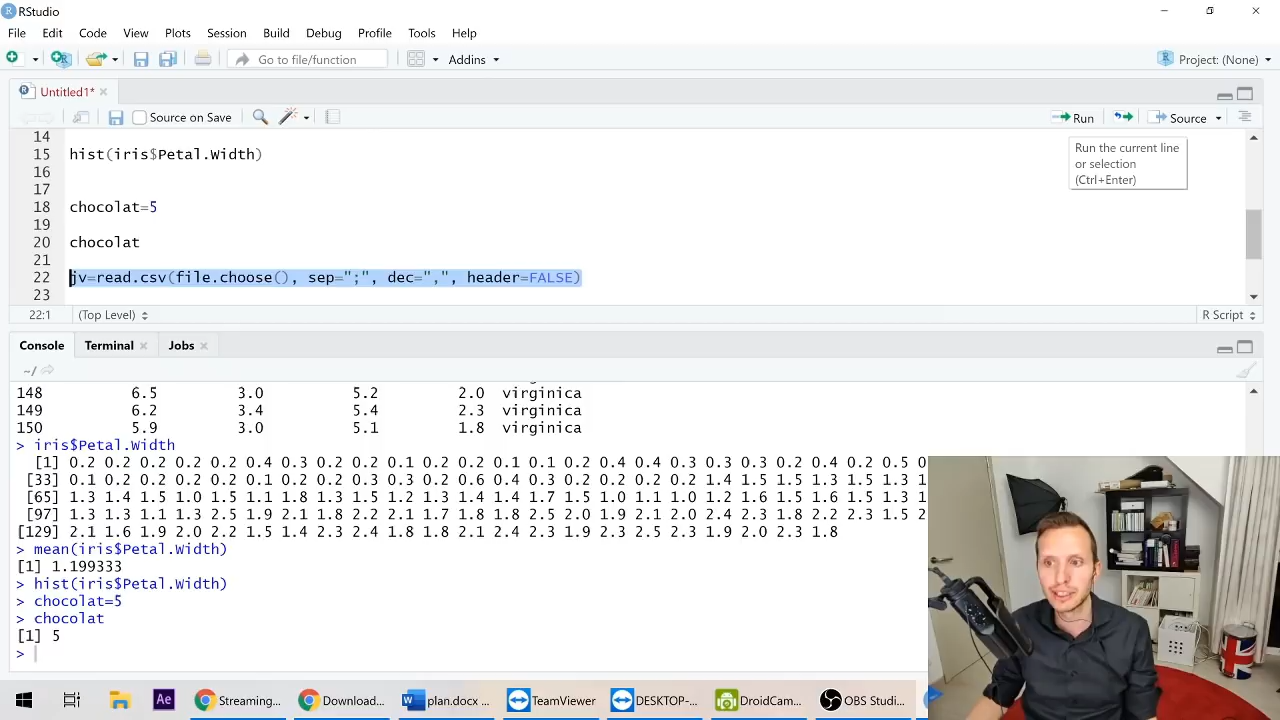 RStudio
File Edit Code View Plots Session Build Debug Profile Tools Help
Go to file/function Addins Project: (None)
Untitled1*
Source on Save Run Source
Run the current line
or selection
(Ctrl+Enter)
14
15 hist(iris$Petal.Width)
16
17
18 chocolat=5
19
20 chocolat
21
22 jv=read.csv(file.choose(), sep=";", dec=",", header=FALSE)
23
22:1 (Top Level) R Script
Console Terminal Jobs
~/
148 6.5 3.0 5.2 2.0 virginica
149 6.2 3.4 5.4 2.3 virginica
150 5.9 3.0 5.1 1.8 virginica
> iris$Petal.Width
[1] 0.2 0.2 0.2 0.2 0.2 0.4 0.3 0.2 0.2 0.1 0.2 0.2 0.1 0.1 0.2 0.4 0.4 0.3 0.3 0.3 0.2 0.4 0.2 0.5 0
[33] 0.1 0.2 0.2 0.2 0.2 0.1 0.2 0.2 0.3 0.3 0.2 0.6 0.4 0.3 0.2 0.2 0.2 0.2 1.4 1.5 1.5 1.3 1.5 1.3 1
[65] 1.3 1.4 1.5 1.0 1.5 1.1 1.8 1.3 1.5 1.2 1.3 1.4 1.4 1.7 1.5 1.0 1.1 1.0 1.2 1.6 1.5 1.6 1.5 1.3 1
[97] 1.3 1.3 1.1 1.3 2.5 1.9 2.1 1.8 2.2 2.1 1.7 1.8 1.8 2.5 2.0 1.9 2.1 2.0 2.4 2.3 1.8 2.2 2.3 1.5 2
[129] 2.1 1.6 1.9 2.0 2.2 1.5 1.4 2.3 2.4 1.8 1.8 2.1 2.4 2.3 1.9 2.3 2.5 2.3 1.9 2.0 2.3 1.8
> mean(iris$Petal.Width)
[1] 1.199333
> hist(iris$Petal.Width)
> chocolat=5
> chocolat
[1] 5
>
Streaming... Download... plan.docx ... TeamViewer DESKTOP-... DroidCam... OBS Studi...